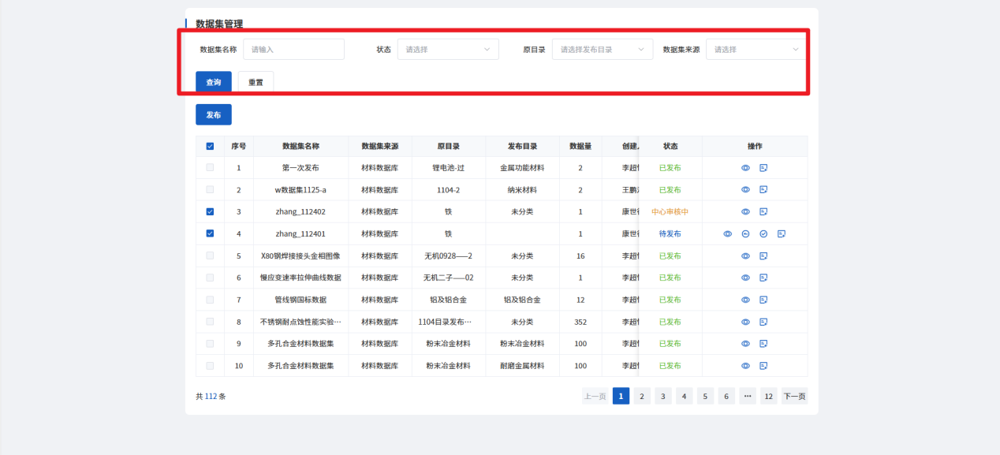 数据集管理
数据集名称 请输入 状态 请选择 原目录 请选择发布目录 数据集来源 请选择
查询 重置
发布
序号 数据集名称 数据集来源 原目录 发布目录 数据量 创建 状态 操作
1 第一次发布 材料数据库 锂电池-过 金属功能材料 2 李超 已发布
2 w数据集1125-a 材料数据库 1104-2 纳米材料 2 王鹏 已发布
3 zhang_112402 材料数据库 铁 未分类 1 康世 中心审核中
4 zhang_112401 材料数据库 铁 1 康世 待发布
5 X80钢焊接接头金相图像 材料数据库 无机0928——2 未分类 16 李超 已发布
6 慢应变速率拉伸曲线数据 材料数据库 无机二子——02 未分类 1 李超 已发布
7 管线钢国标数据 材料数据库 铝及铝合金 铝及铝合金 12 李超 已发布
8 不锈钢耐点蚀性能实验… 材料数据库 1104目录发布… 未分类 352 李超 已发布
9 多孔合金材料数据集 材料数据库 粉末冶金材料 粉末冶金材料 100 李超 已发布
10 多孔合金材料数据集 材料数据库 粉末冶金材料 耐磨金属材料 100 李超 已发布
共 112 条 上一页 1 2 3 4 5 6 … 12 下一页